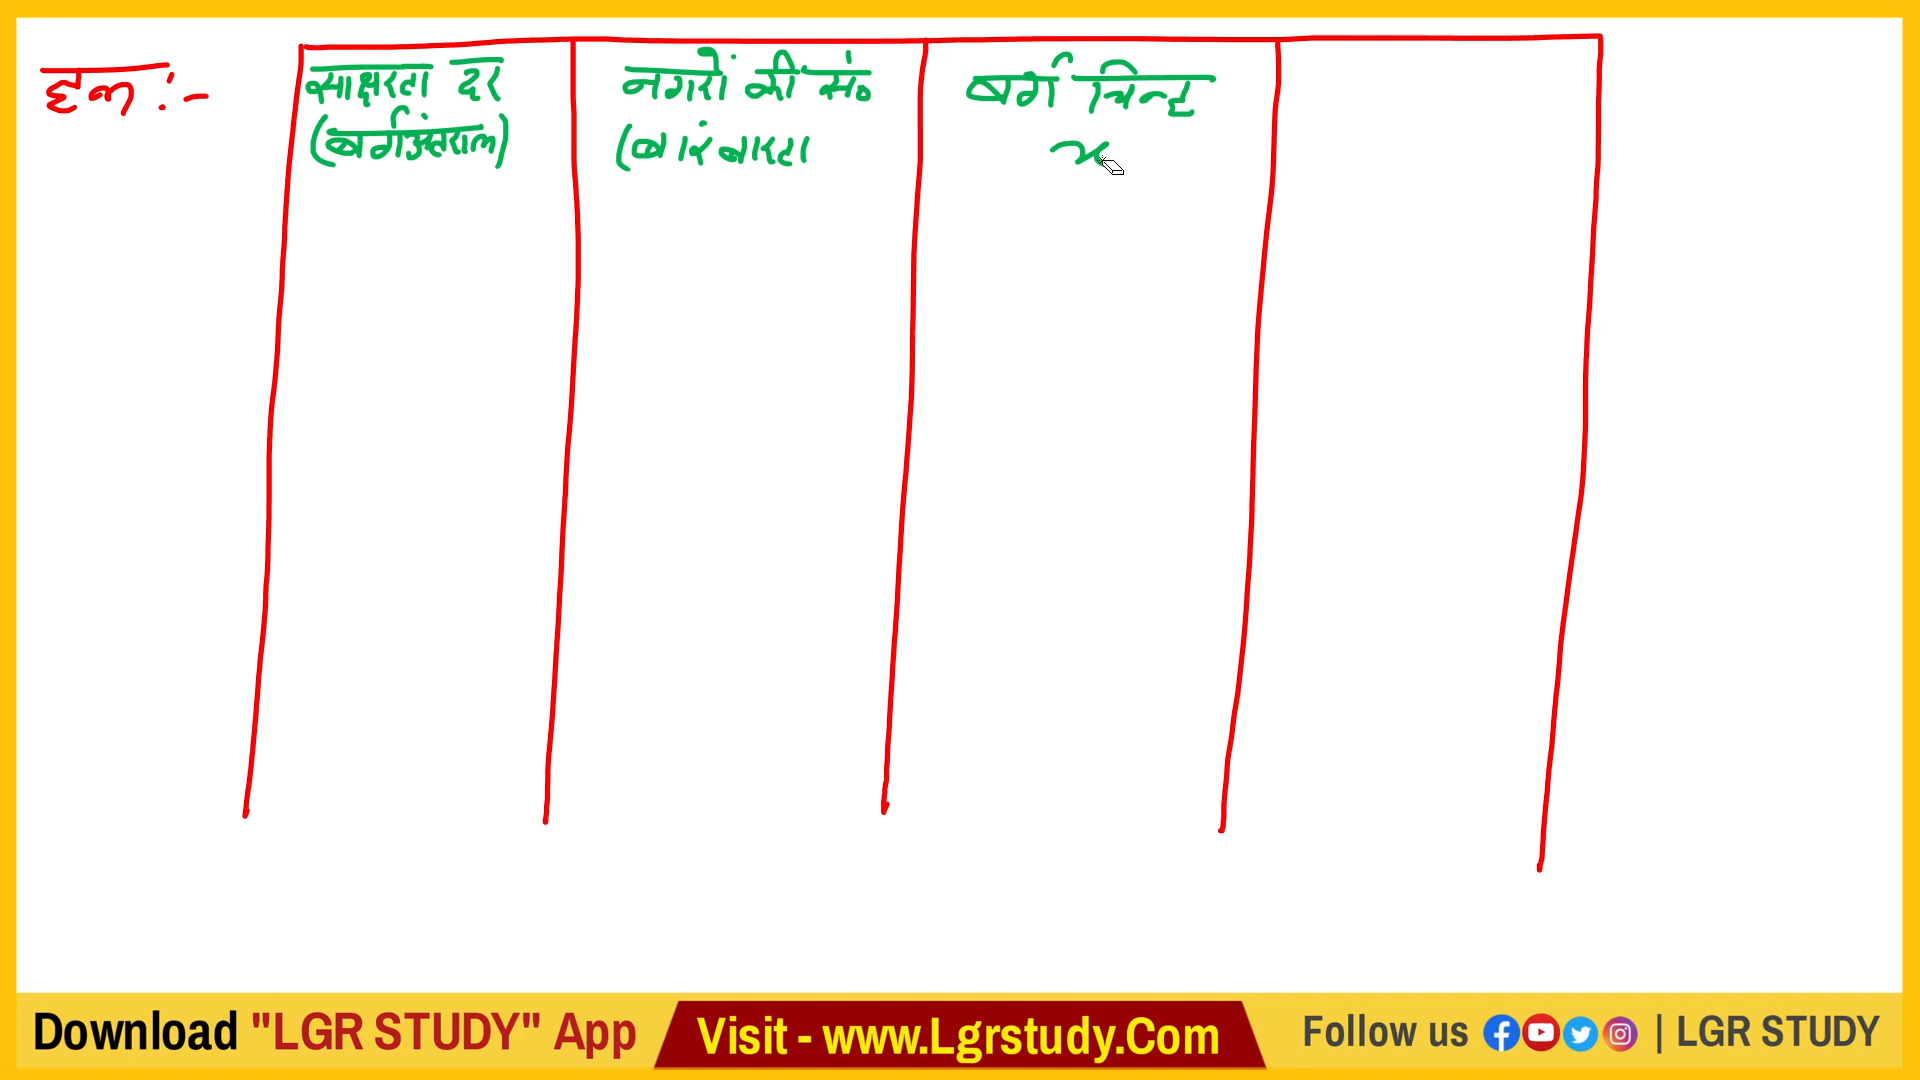 हल :-
साक्षरता दर
(वर्गअंतराल)
नगरों की सं०
(बारंबारता
वर्ग चिन्ह
x
Download "LGR STUDY" App
Visit - www.Lgrstudy.Com
Follow us | LGR STUDY